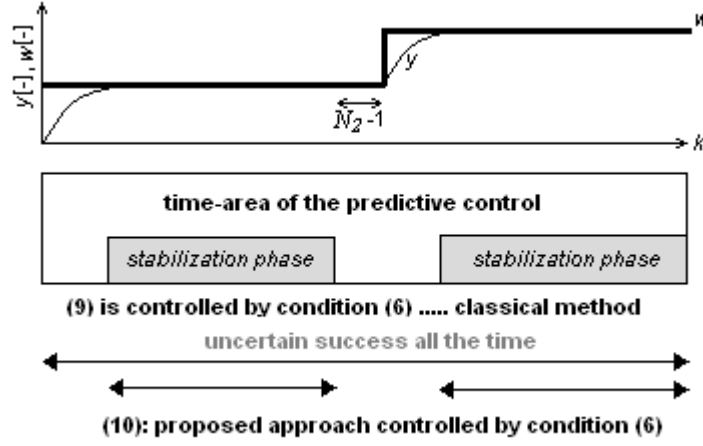 y[-], w[-]
w
y
N2-1
k
time-area of the predictive control
stabilization phase
stabilization phase
(9) is controlled by condition (6) ..... classical method
uncertain success all the time
(10): proposed approach controlled by condition (6)